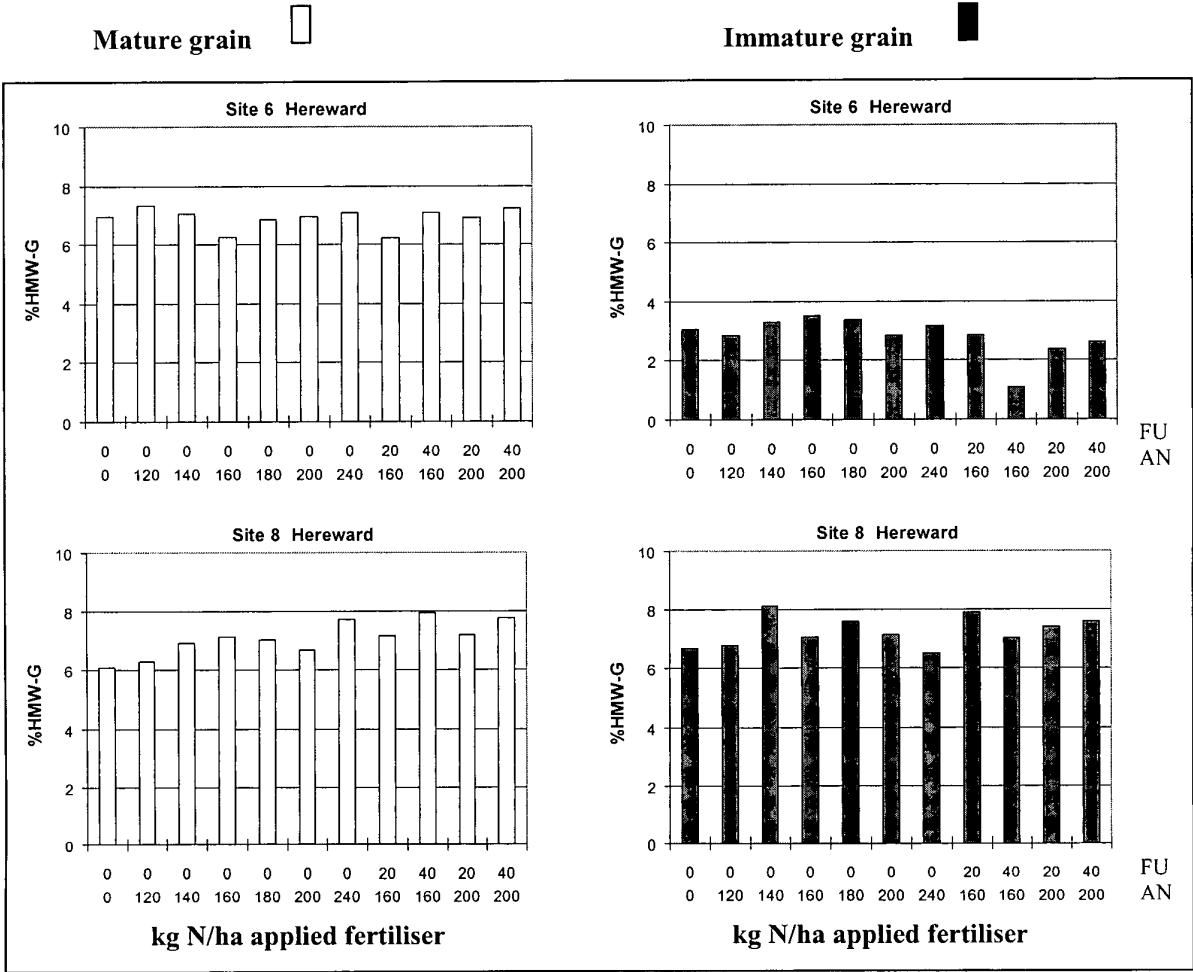 Mature grain
Immature grain
Site 6 Hereward
%HMW-G
10
8
6
4
2
0
0 0 0 0 0 0 0 20 40 20 40
0 120 140 160 180 200 240 160 160 200 200
Site 6 Hereward
%HMW-G
10
8
6
4
2
0
0 0 0 0 0 0 0 20 40 20 40 FU
0 120 140 160 180 200 240 160 160 200 200 AN
Site 8 Hereward
%HMW-G
10
8
6
4
2
0
0 0 0 0 0 0 0 20 40 20 40
0 120 140 160 180 200 240 160 160 200 200
kg N/ha applied fertiliser
Site 8 Hereward
%HMW-G
10
8
6
4
2
0
0 0 0 0 0 0 0 20 40 20 40 FU
0 120 140 160 180 200 240 160 160 200 200 AN
kg N/ha applied fertiliser